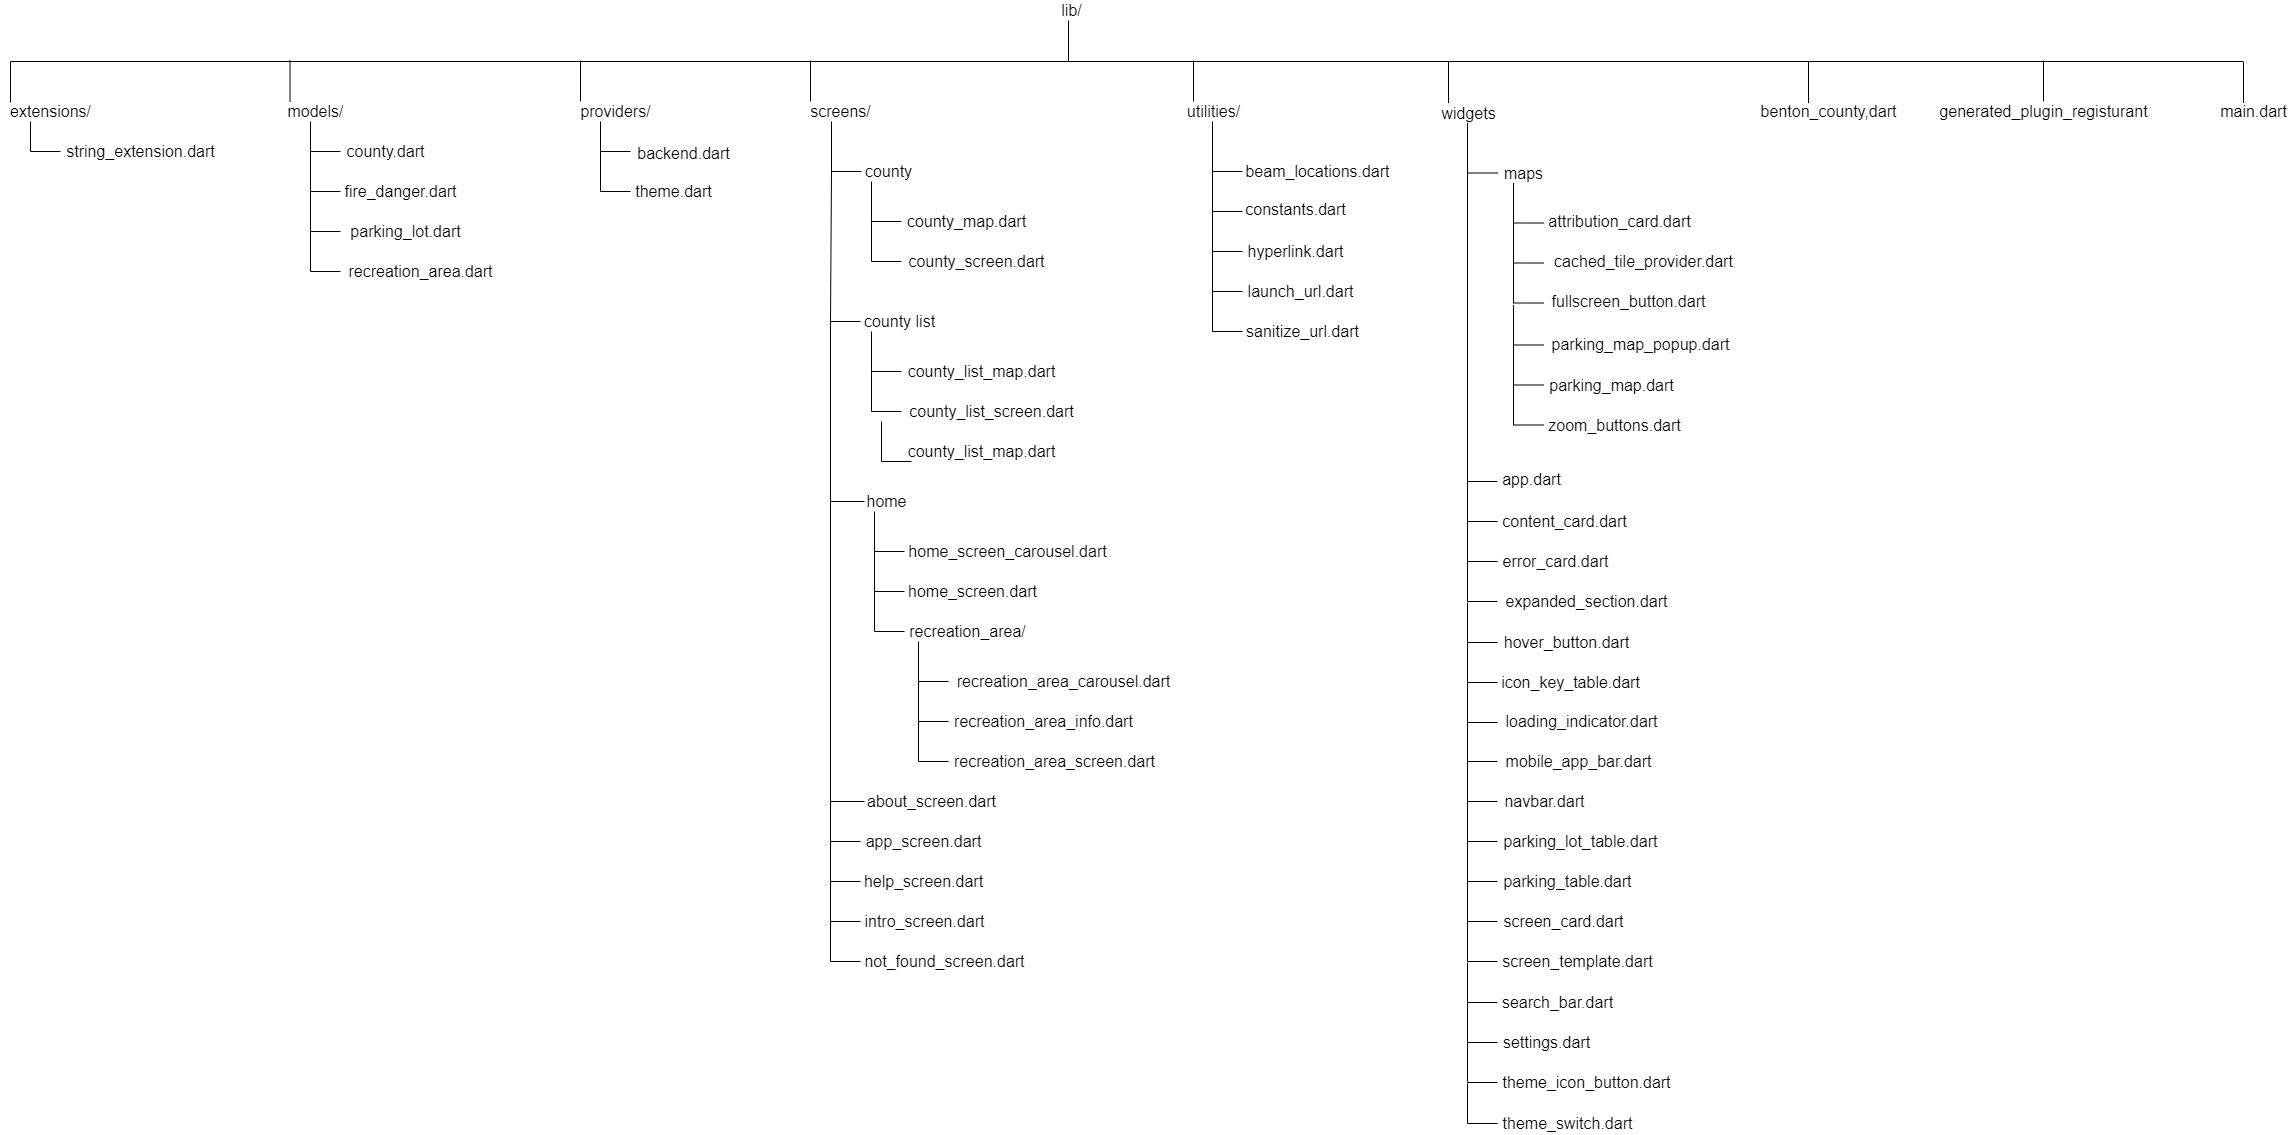 lib/
extensions/
string_extension.dart
models/
county.dart
fire_danger.dart
parking_lot.dart
recreation_area.dart
providers/
backend.dart
theme.dart
screens/
county
county_map.dart
county_screen.dart
county list
county_list_map.dart
county_list_screen.dart
county_list_map.dart
home
home_screen_carousel.dart
home_screen.dart
recreation_area/
recreation_area_carousel.dart
recreation_area_info.dart
recreation_area_screen.dart
about_screen.dart
app_screen.dart
help_screen.dart
intro_screen.dart
not_found_screen.dart
utilities/
beam_locations.dart
constants.dart
hyperlink.dart
launch_url.dart
sanitize_url.dart
widgets
maps
attribution_card.dart
cached_tile_provider.dart
fullscreen_button.dart
parking_map_popup.dart
parking_map.dart
zoom_buttons.dart
app.dart
content_card.dart
error_card.dart
expanded_section.dart
hover_button.dart
icon_key_table.dart
loading_indicator.dart
mobile_app_bar.dart
navbar.dart
parking_lot_table.dart
parking_table.dart
screen_card.dart
screen_template.dart
search_bar.dart
settings.dart
theme_icon_button.dart
theme_switch.dart
benton_county,dart
generated_plugin_registurant
main.dart